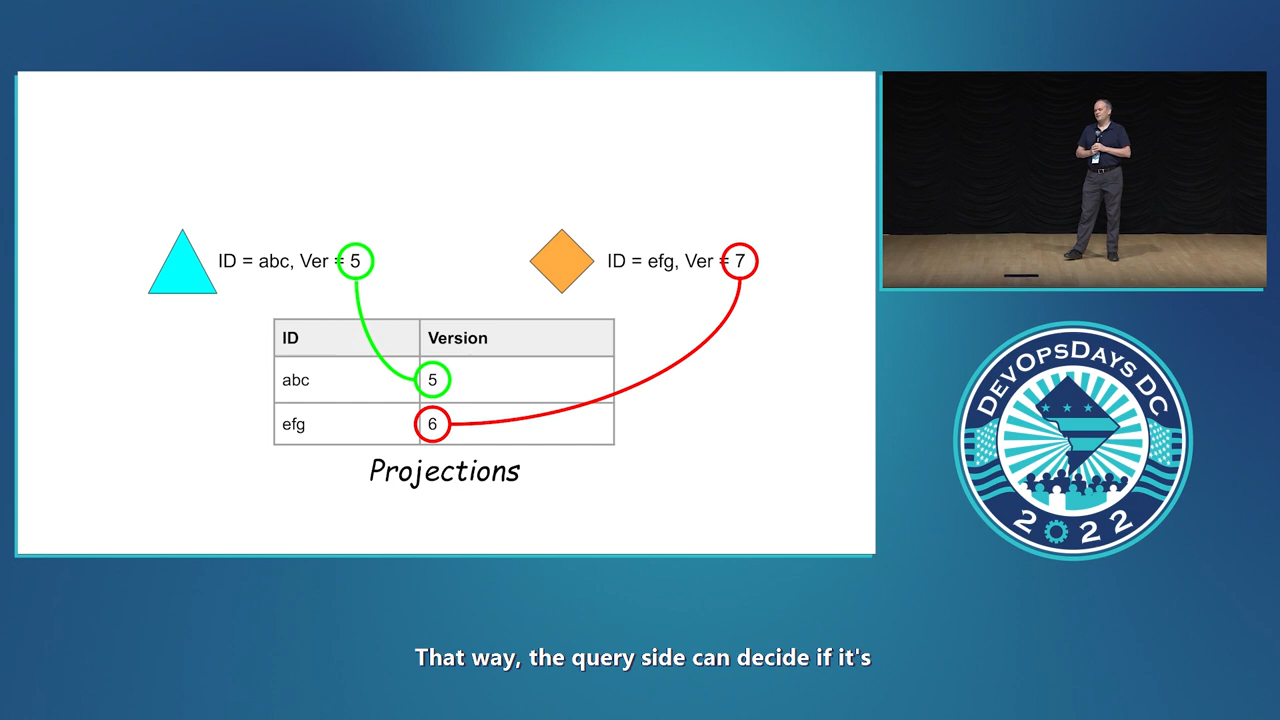 ID = abc, Ver = 5
ID = efg, Ver = 7
ID Version
abc 5
efg 6
Projections
DEVOPSDAYS DC
2022
That way, the query side can decide if it's